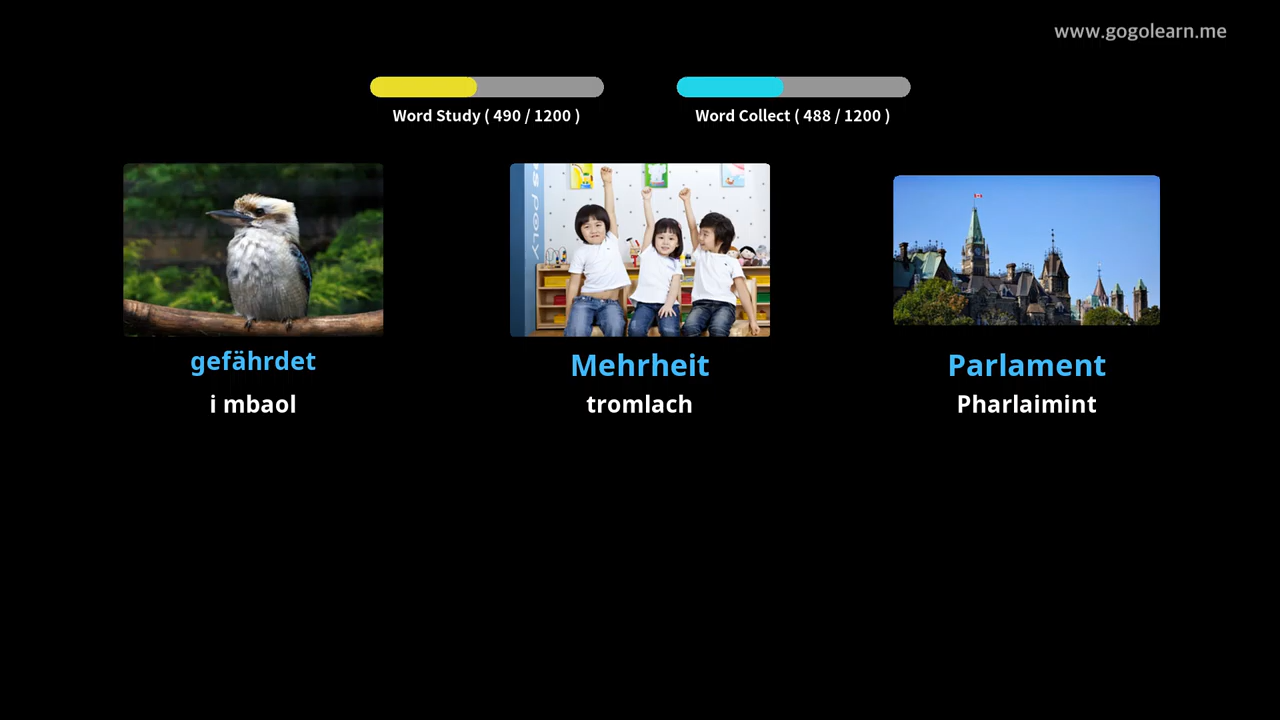 www.gogolearn.me
Word Study ( 490 / 1200 )
Word Collect ( 488 / 1200 )
gefährdet
Mehrheit
Parlament
i mbaol
tromlach
Pharlaimint